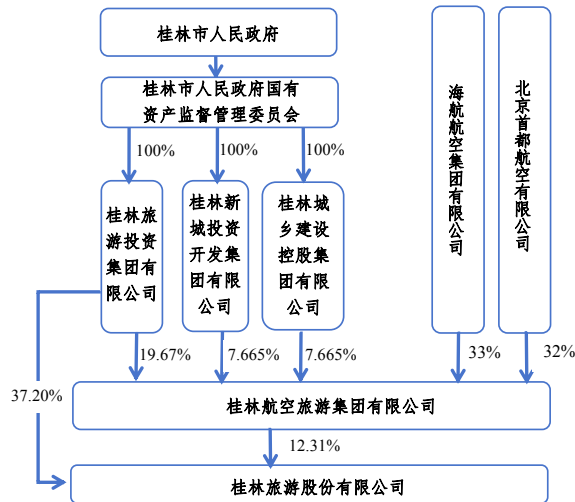 桂林市人民政府
桂林市人民政府国有
资产监督管理委员会
100%
100%
100%
桂林旅
游投资
集团有
限公司
桂林新
城投资
开发集
团有限
公司
桂林城
乡建设
控股集
团有限
公司
海航航空集团有限公司
北京首都航空有限公司
19.67%
7.665%
7.665%
33%
32%
37.20%
桂林航空旅游集团有限公司
12.31%
桂林旅游股份有限公司